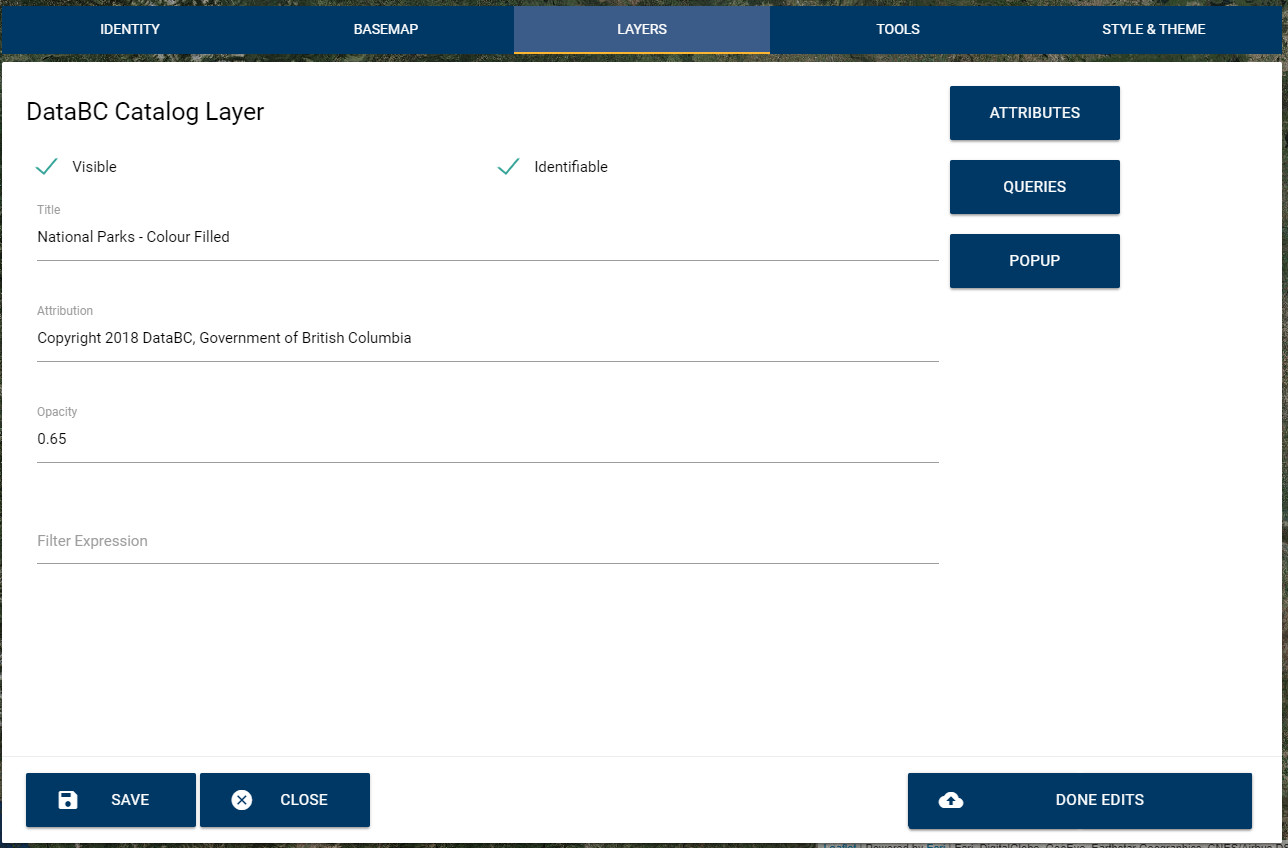 IDENTITY BASEMAP LAYERS TOOLS STYLE & THEME
DataBC Catalog Layer
Visible Identifiable
Title
National Parks - Colour Filled
Attribution
Copyright 2018 DataBC, Government of British Columbia
Opacity
0.65
Filter Expression
ATTRIBUTES
QUERIES
POPUP
SAVE CLOSE DONE EDITS